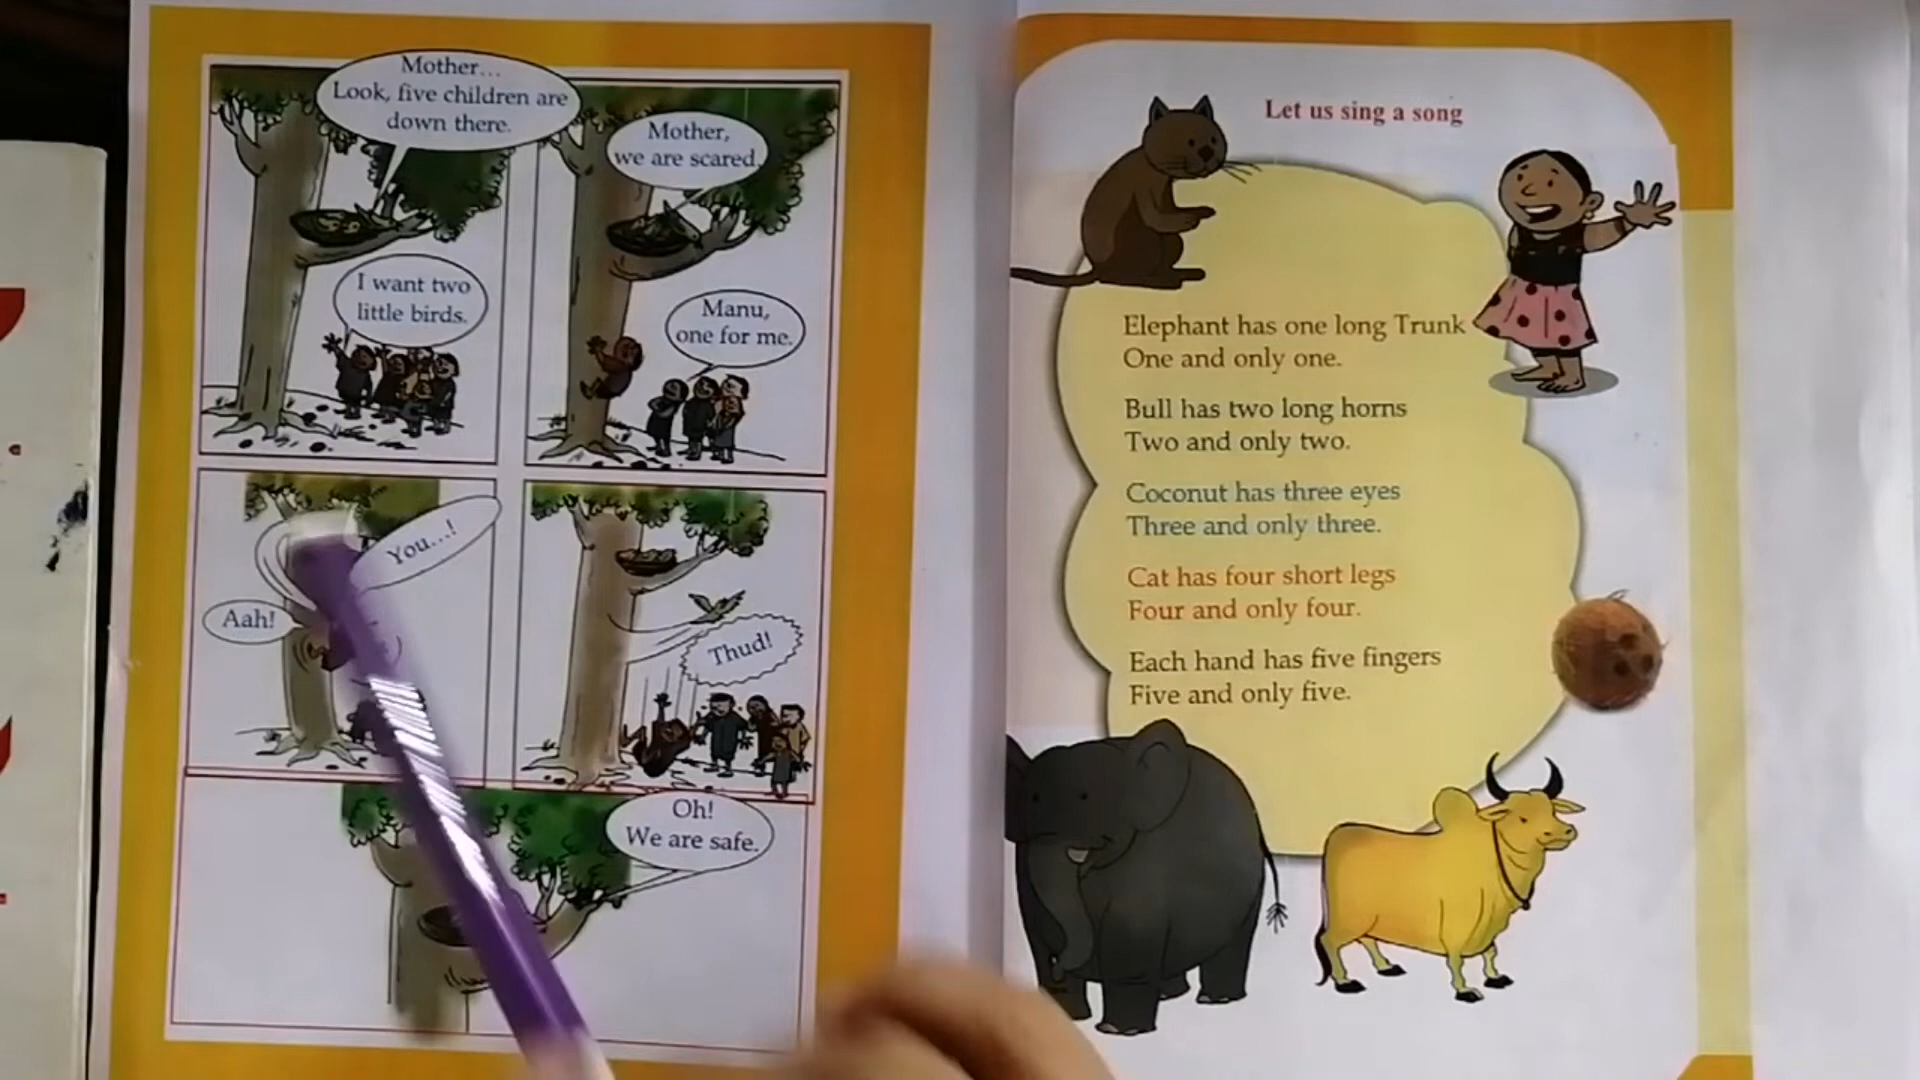 Mother...
Look, five children are
down there.
Mother,
we are scared.
I want two
little birds.
Manu,
one for me.
You...!
Aah!
Thud!
Oh!
We are safe.
Let us sing a song
Elephant has one long Trunk
One and only one.
Bull has two long horns
Two and only two.
Coconut has three eyes
Three and only three.
Cat has four short legs
Four and only four.
Each hand has five fingers
Five and only five.